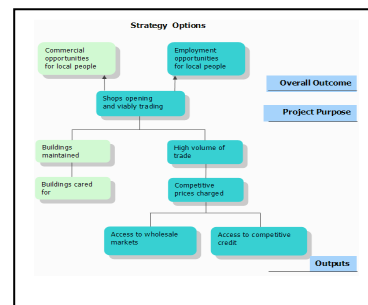 Strategy Options
Commercial
opportunities
for local people
Employment
opportunities
for local people
Overall Outcome
Shops opening
and viably trading
Project Purpose
Buildings
maintained
High volume of
trade
Buildings cared
for
Competitive
prices charged
Access to wholesale
markets
Access to competitive
credit
Outputs